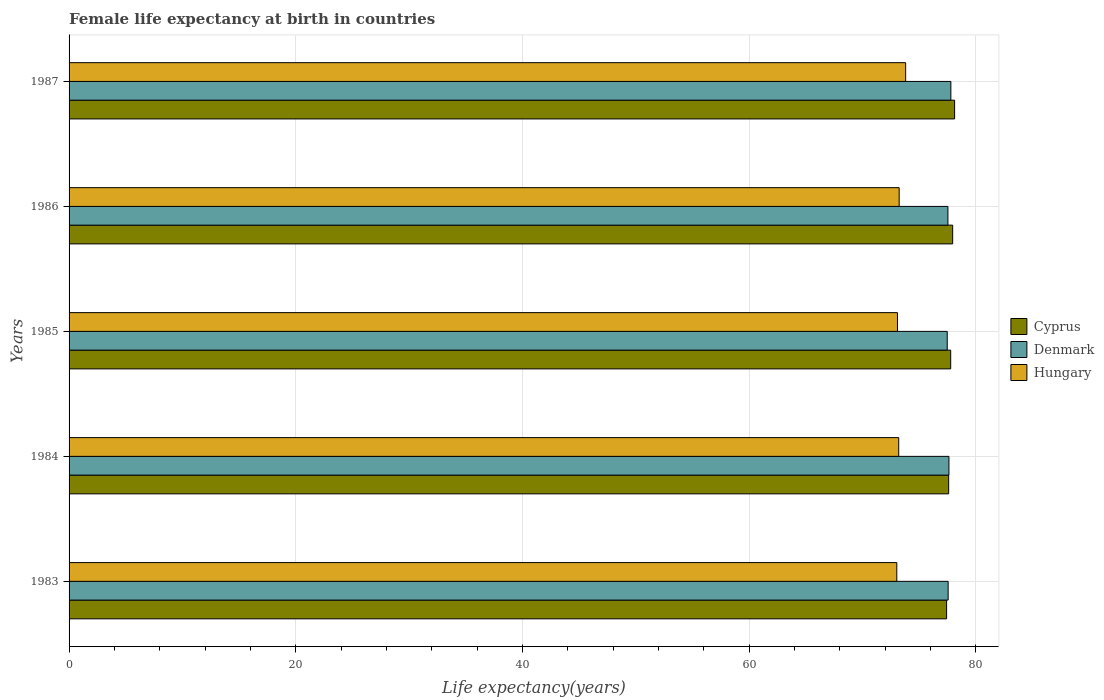 Female life expectancy at birth in countries
Years
1987
1986
1985
1984
1983
0
20
40
60
80
Life expectancy(years)
Cyprus
Denmark
Hungary